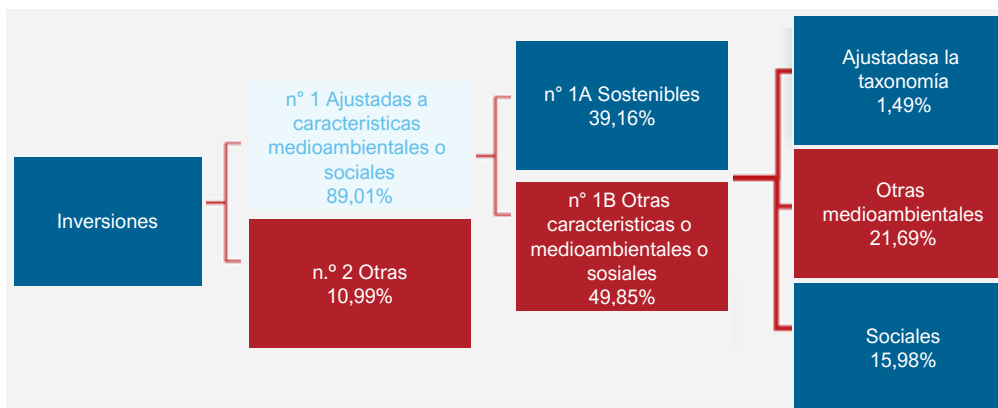 Inversiones
n° 1 Ajustadas a
caracteristicas
medioambientales o
sociales
89,01%
n.º 2 Otras
10,99%
n° 1A Sostenibles
39,16%
n° 1B Otras
caracteristicas o
medioambientales o
sosiales
49,85%
Ajustadasa la
taxonomía
1,49%
Otras
medioambientales
21,69%
Sociales
15,98%